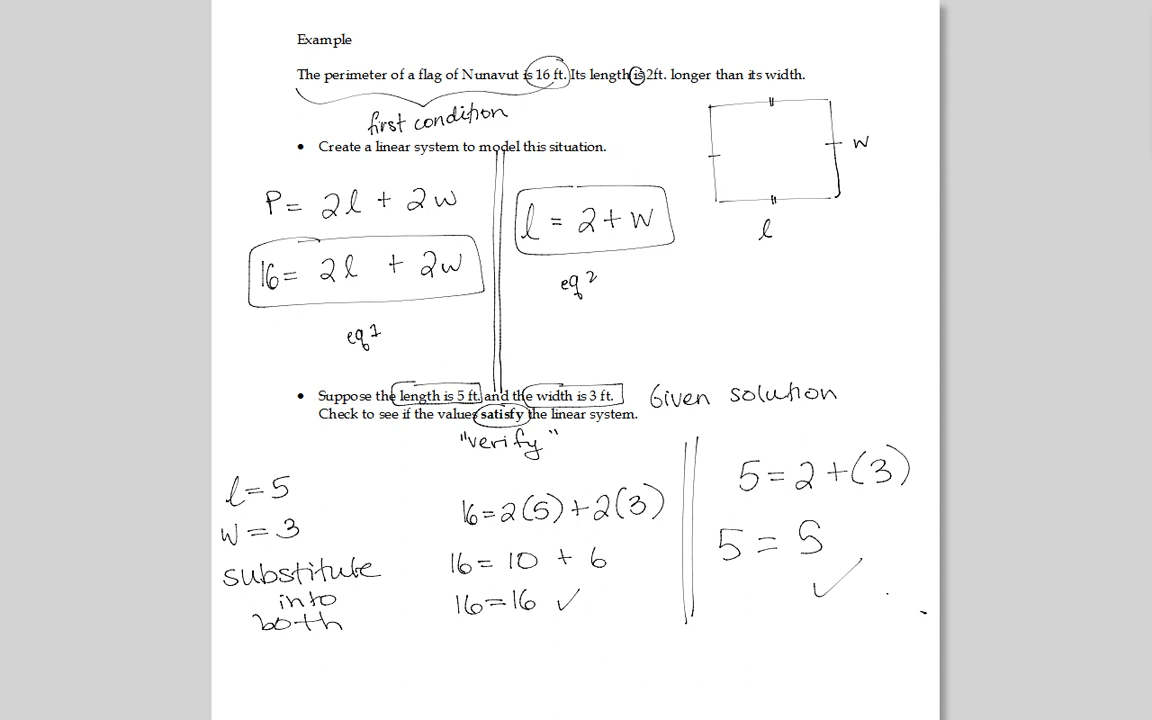 Example
The perimeter of a flag of Nunavut is 16 ft. Its length is 2ft. longer than its width.
first condition
• Create a linear system to model this situation.
w
l
P = 2l + 2w
16 = 2l + 2w
eq 1
l = 2 + w
eq 2
• Suppose the length is 5 ft. and the width is 3 ft.
Given solution
Check to see if the values satisfy the linear system.
"verify"
l = 5
w = 3
substitute
into
both
16 = 2(5) + 2(3)
16 = 10 + 6
16 = 16 ✓
5 = 2 + (3)
5 = 5
✓